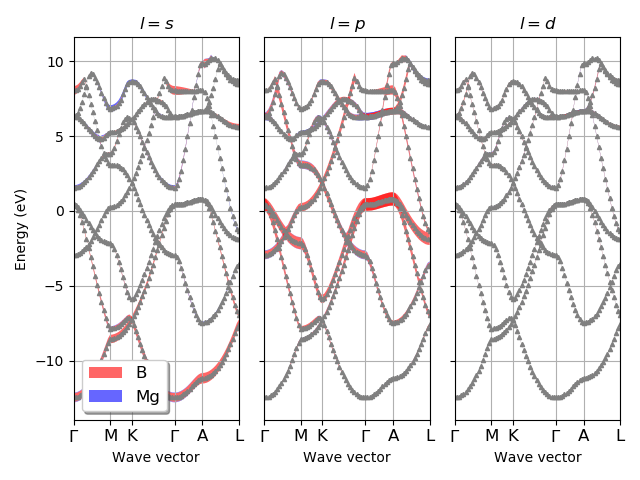 l = s
l = p
l = d
Energy (eV)
10
5
0
−5
−10
B
Mg
Γ M K Γ A L
Γ M K Γ A L
Γ M K Γ A L
Wave vector
Wave vector
Wave vector